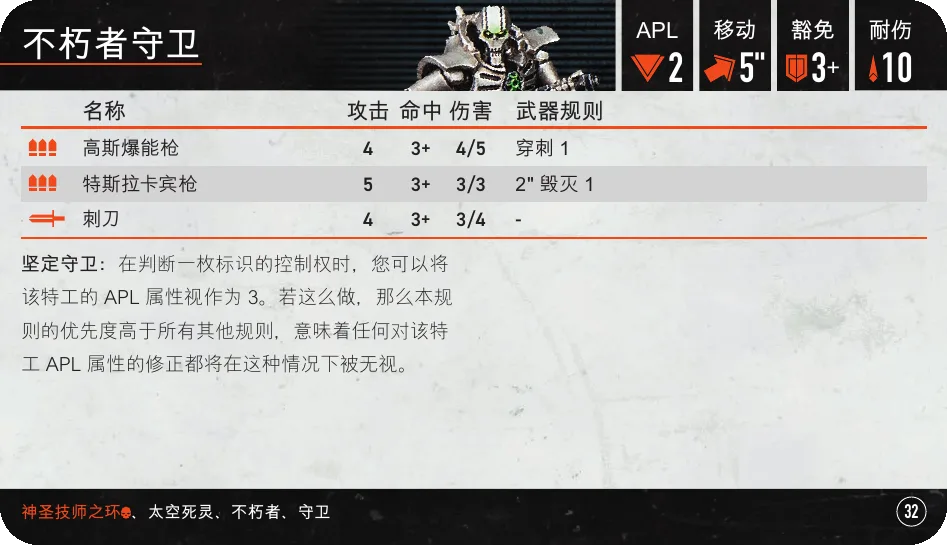 不朽者守卫
APL 移动 豁免 耐伤
2 5" 3+ 10
名称 攻击 命中 伤害 武器规则
高斯爆能枪 4 3+ 4/5 穿刺 1
特斯拉卡宾枪 5 3+ 3/3 2" 毁灭 1
刺刀 4 3+ 3/4 -
坚定守卫：在判断一枚标识的控制权时，您可以将
该特工的 APL 属性视作为 3。若这么做，那么本规
则的优先度高于所有其他规则，意味着任何对该特
工 APL 属性的修正都将在这种情况下被无视。
神圣技师之环、太空死灵、不朽者、守卫
32